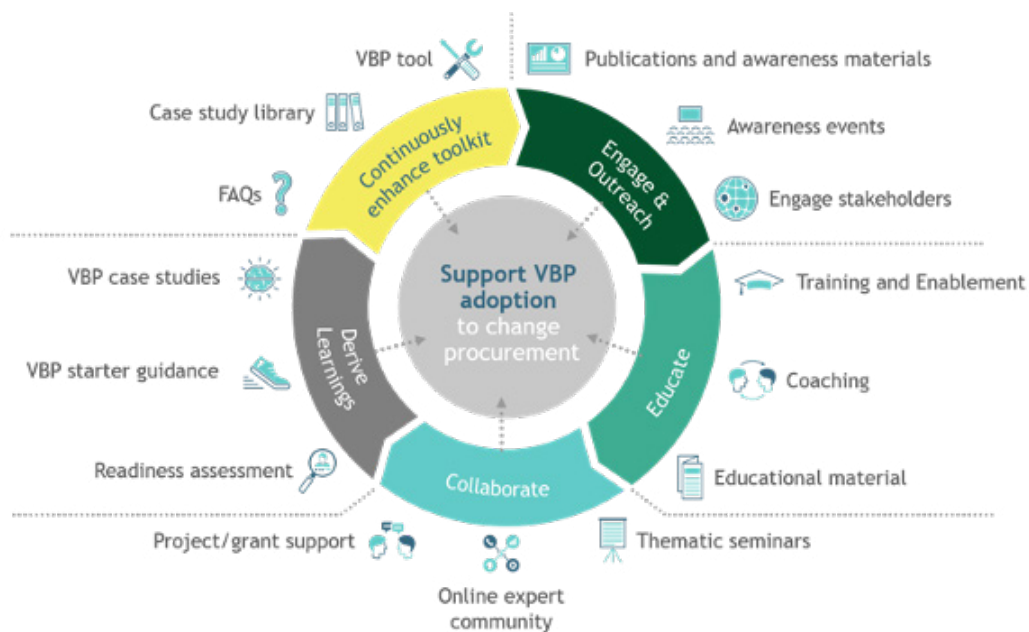 VBP tool
Case study library
FAQs
Continuously
enhance toolkit
Publications and awareness materials
Awareness events
Engage stakeholders
Engage &
Outreach
Training and Enablement
Coaching
Educational material
Educate
Thematic seminars
Online expert
community
Project/grant support
Collaborate
Readiness assessment
VBP starter guidance
VBP case studies
Derive
Learnings
Support VBP
adoption
to change
procurement